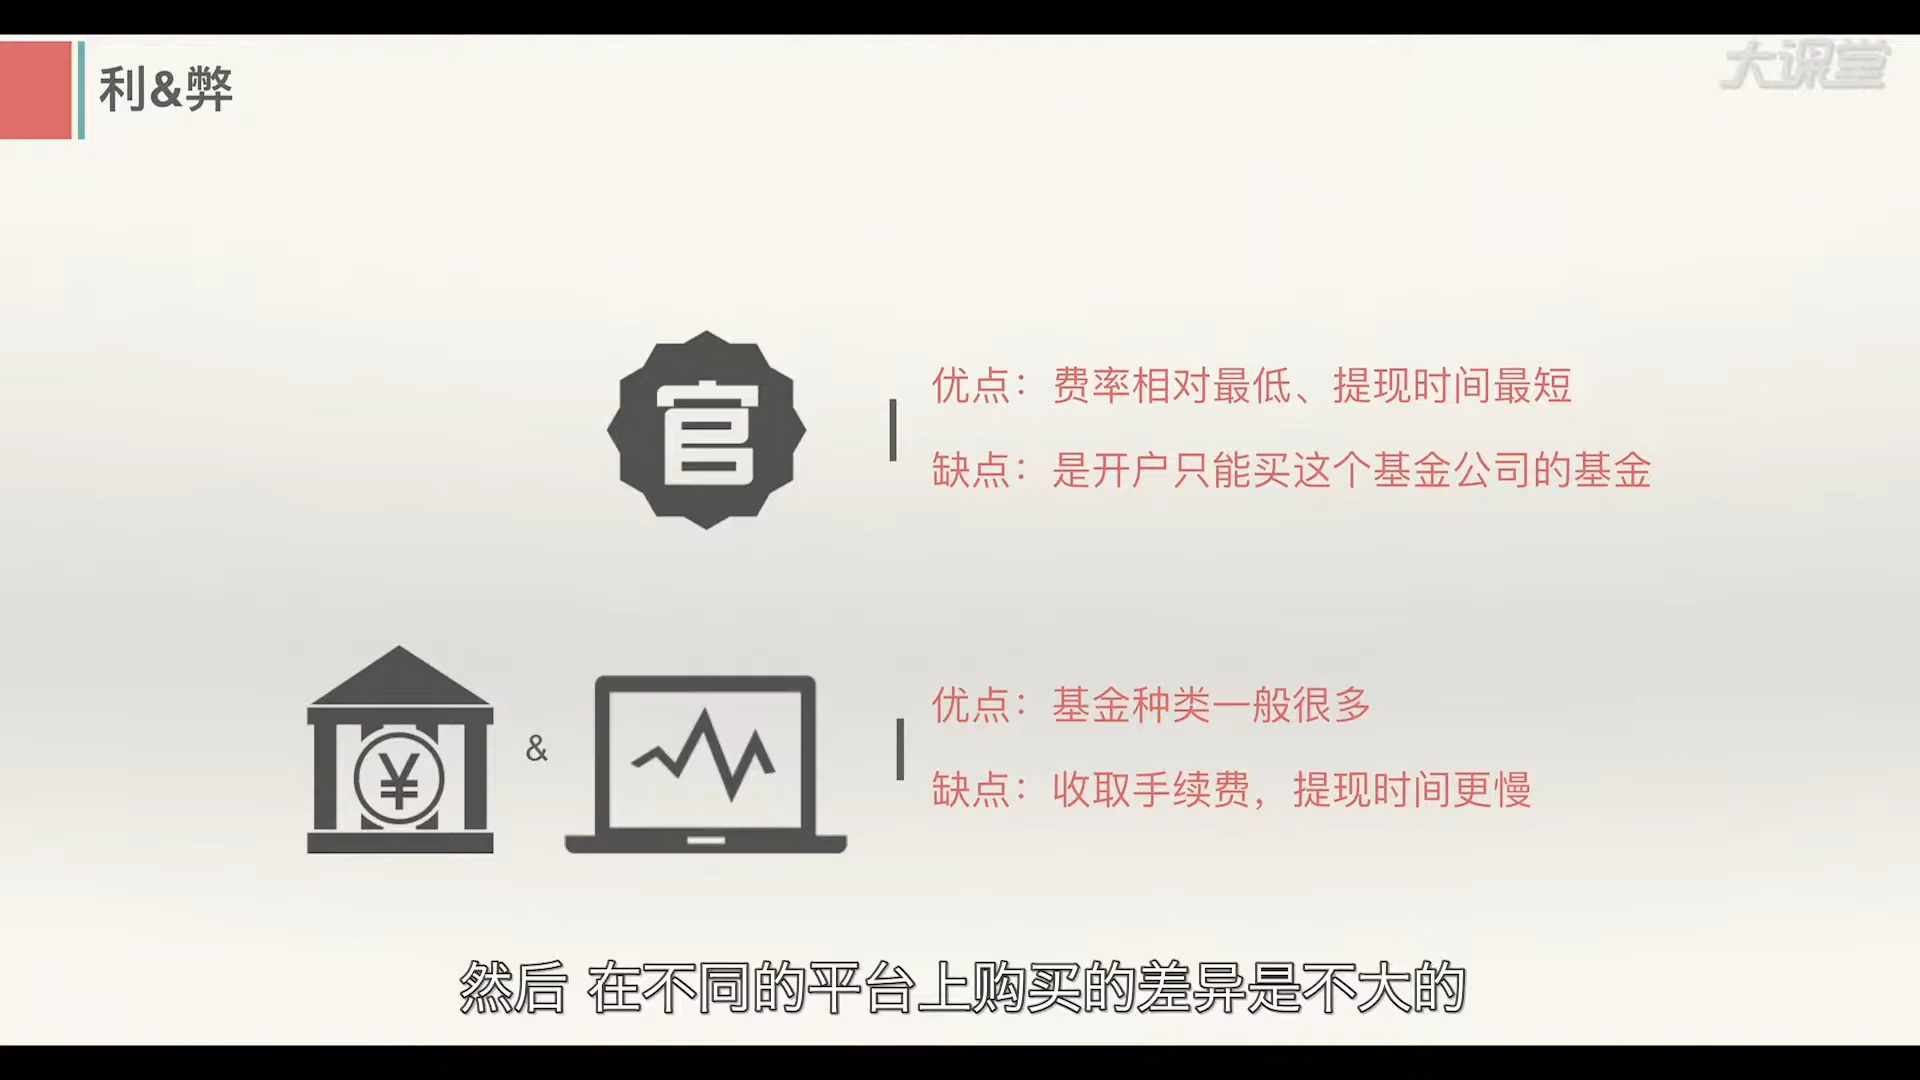 大课堂
利&弊
官
优点：费率相对最低、提现时间最短
缺点：是开户只能买这个基金公司的基金
¥
&
优点：基金种类一般很多
缺点：收取手续费，提现时间更慢
然后 在不同的平台上购买的差异是不大的